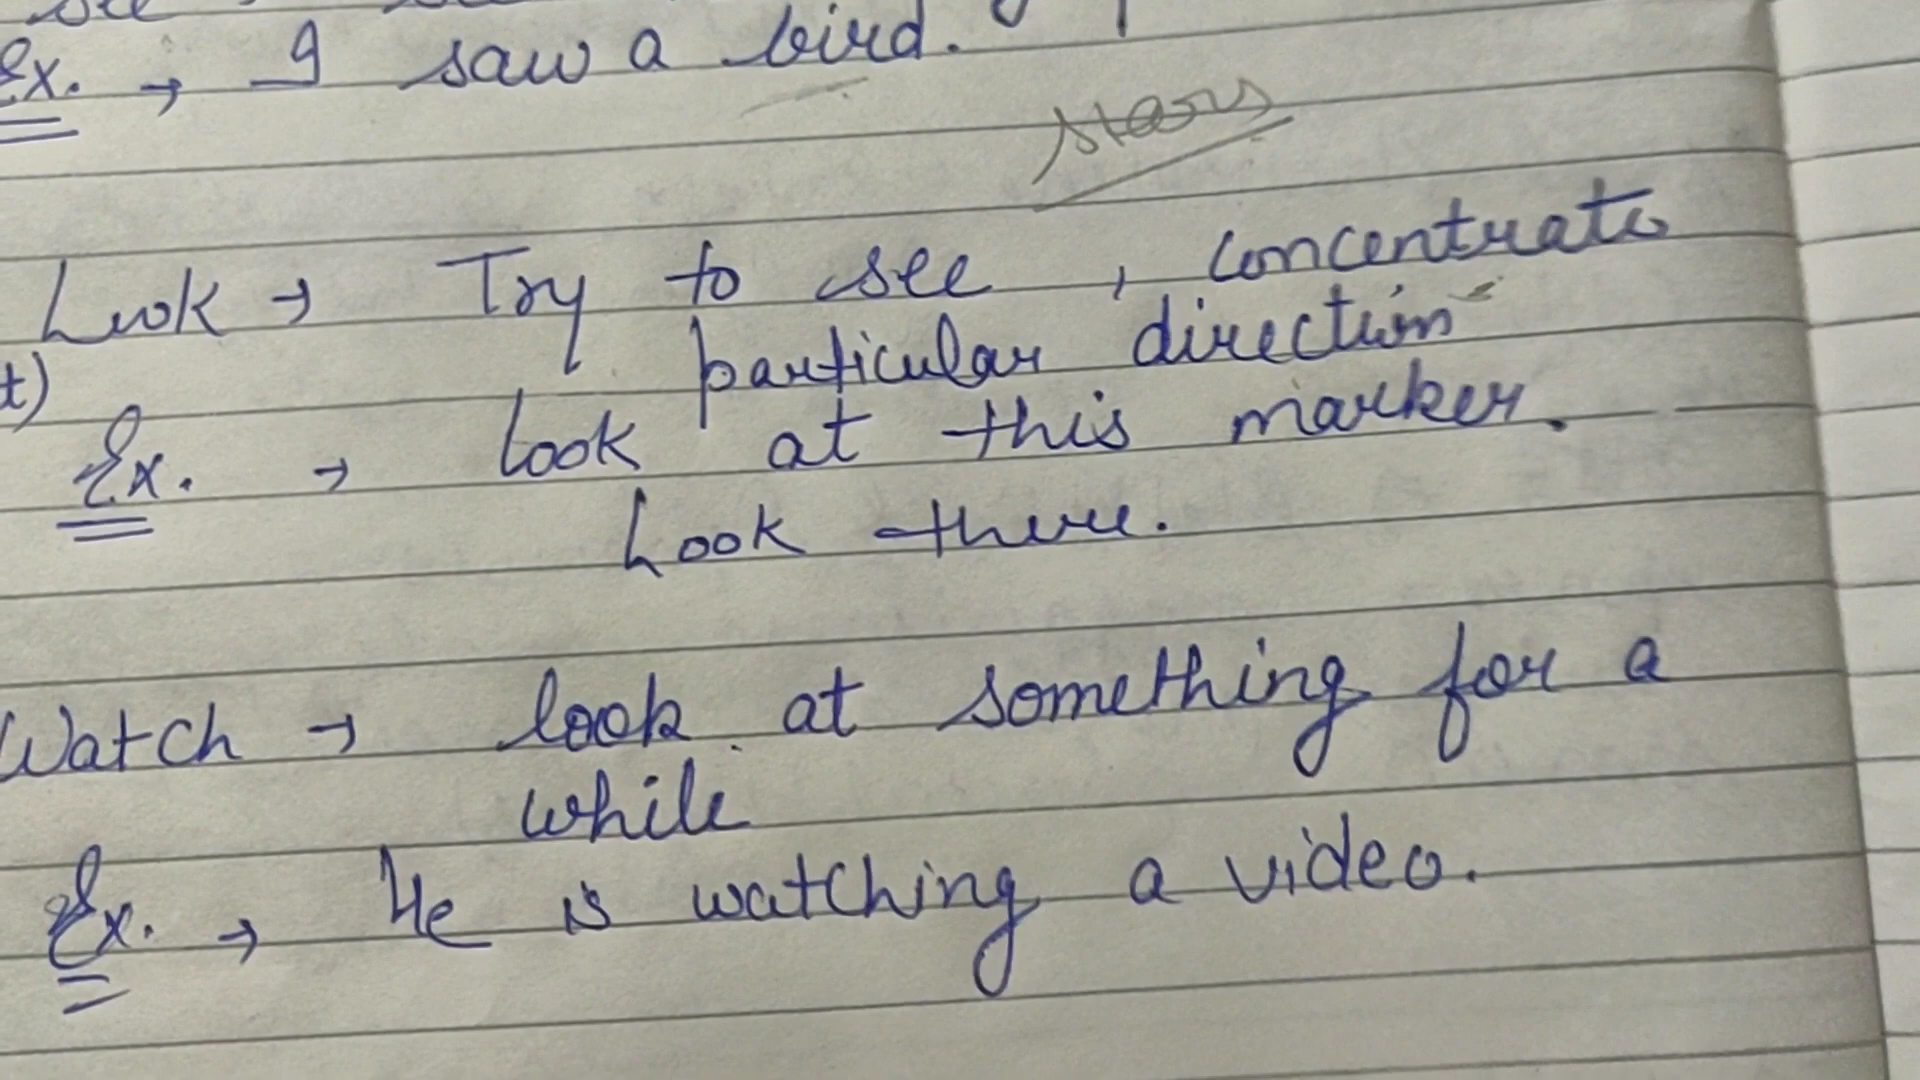 Ex. → I saw a bird.
Look → Try to see , concentrate
particular direction
t)
Ex. → Look at this marker.
Look there.
Watch → look at something for a
while
Ex. → He is watching a video.